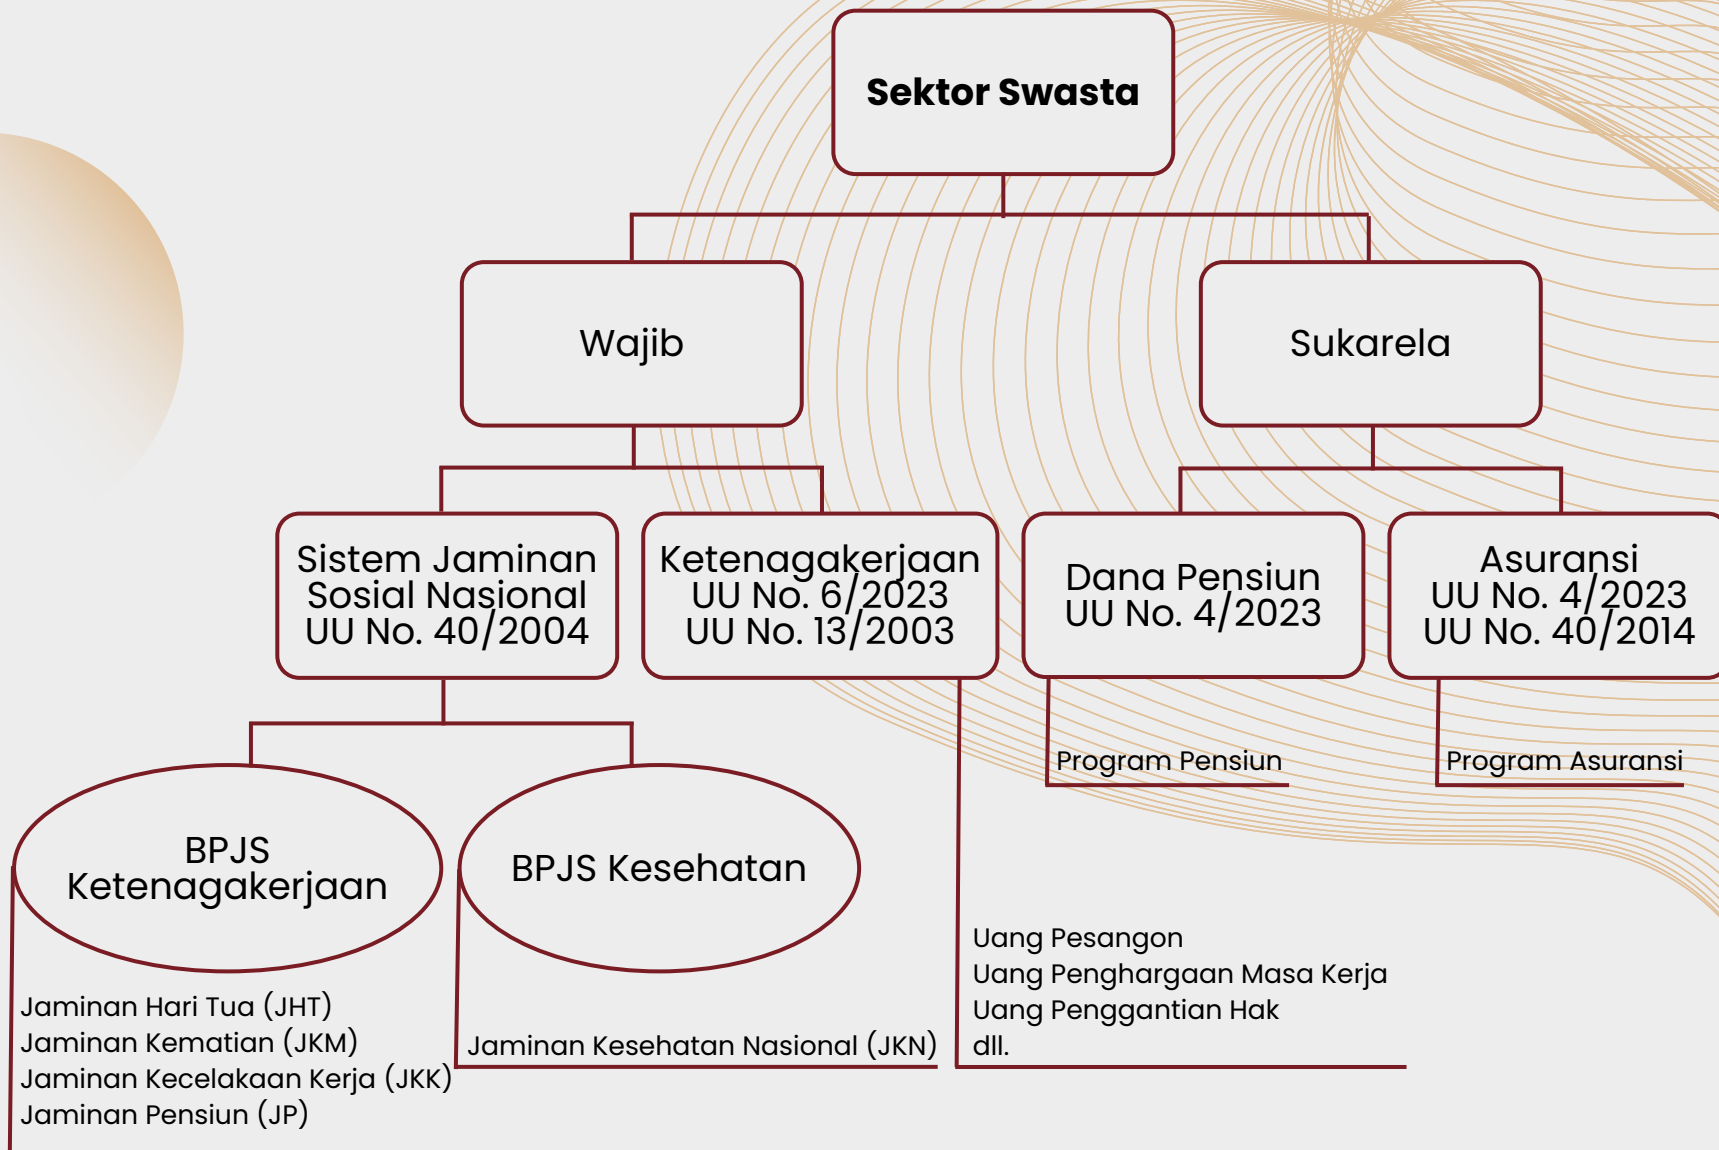 Sektor Swasta
Wajib
Sukarela
Sistem Jaminan
Sosial Nasional
UU No. 40/2004
Ketenagakerjaan
UU No. 6/2023
UU No. 13/2003
Dana Pensiun
UU No. 4/2023
Asuransi
UU No. 4/2023
UU No. 40/2014
Program Pensiun
Program Asuransi
BPJS
Ketenagakerjaan
BPJS Kesehatan
Jaminan Hari Tua (JHT)
Jaminan Kematian (JKM)
Jaminan Kecelakaan Kerja (JKK)
Jaminan Pensiun (JP)
Jaminan Kesehatan Nasional (JKN)
Uang Pesangon
Uang Penghargaan Masa Kerja
Uang Penggantian Hak
dll.